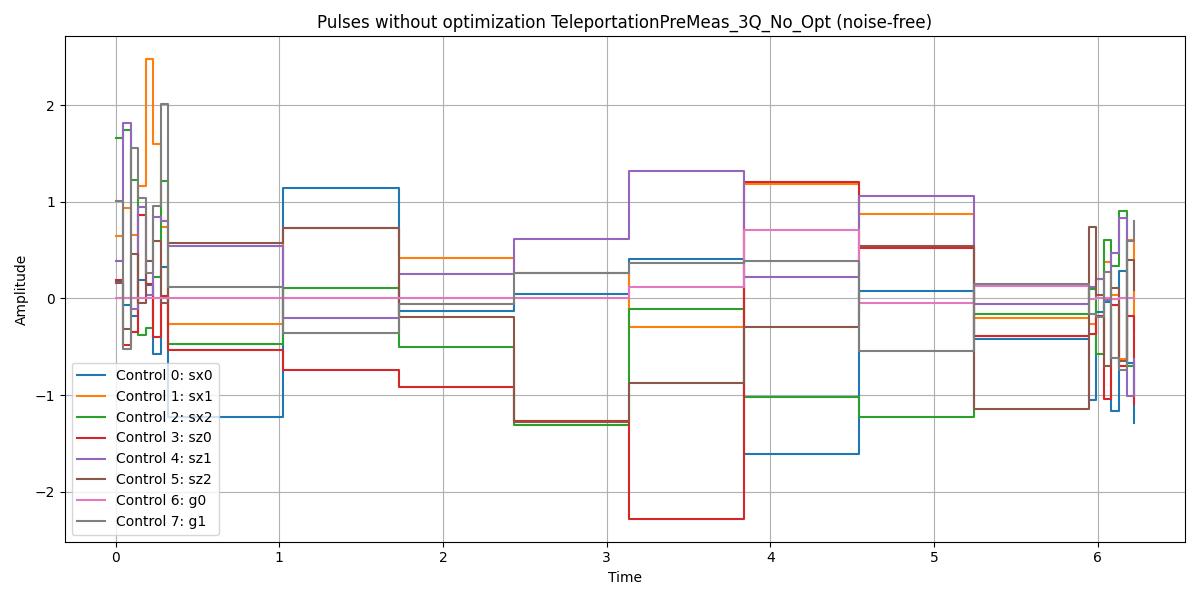 Pulses without optimization TeleportationPreMeas_3Q_No_Opt (noise-free)
Amplitude
2
1
0
−1
−2
Control 0: sx0
Control 1: sx1
Control 2: sx2
Control 3: sz0
Control 4: sz1
Control 5: sz2
Control 6: g0
Control 7: g1
0 1 2 3 4 5 6
Time